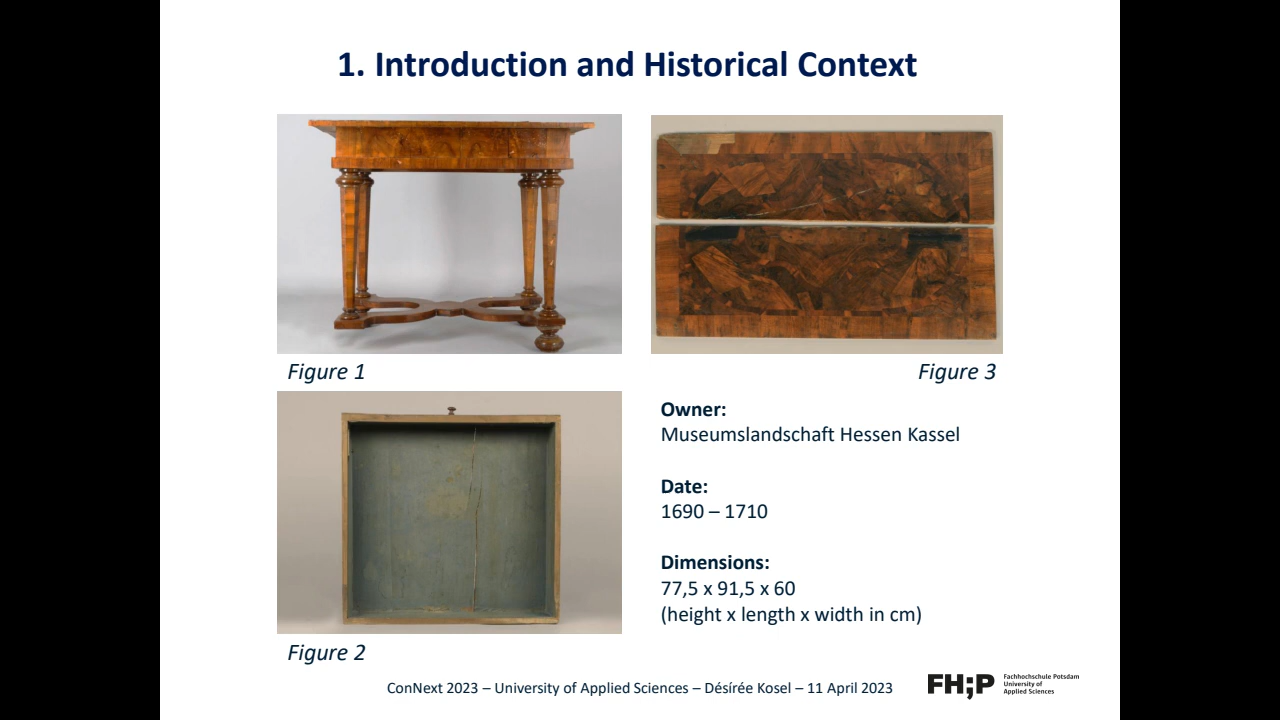 1. Introduction and Historical Context
Figure 1
Figure 3
Figure 2
Owner:
Museumslandschaft Hessen Kassel
Date:
1690 – 1710
Dimensions:
77,5 x 91,5 x 60
(height x length x width in cm)
ConNext 2023 – University of Applied Sciences – Désírée Kosel – 11 April 2023
FH;P
Fachhochschule Potsdam
University of
Applied Sciences